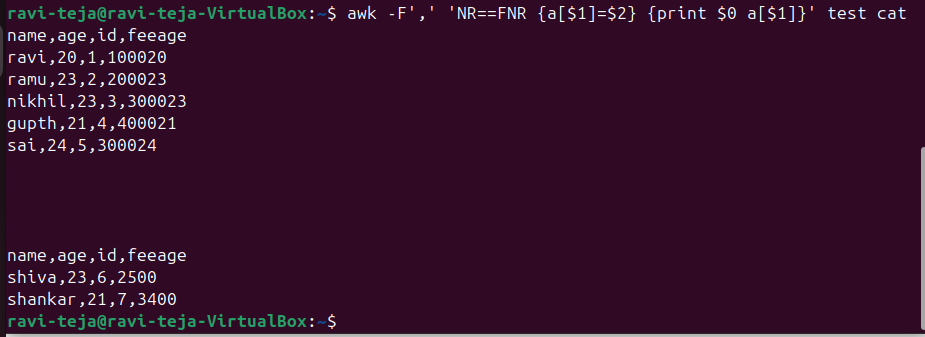 ravi-teja@ravi-teja-VirtualBox:~$ awk -F',' 'NR==FNR {a[$1]=$2} {print $0 a[$1]}' test cat
name,age,id,feeage
ravi,20,1,100020
ramu,23,2,200023
nikhil,23,3,300023
gupth,21,4,400021
sai,24,5,300024
name,age,id,feeage
shiva,23,6,2500
shankar,21,7,3400
ravi-teja@ravi-teja-VirtualBox:~$